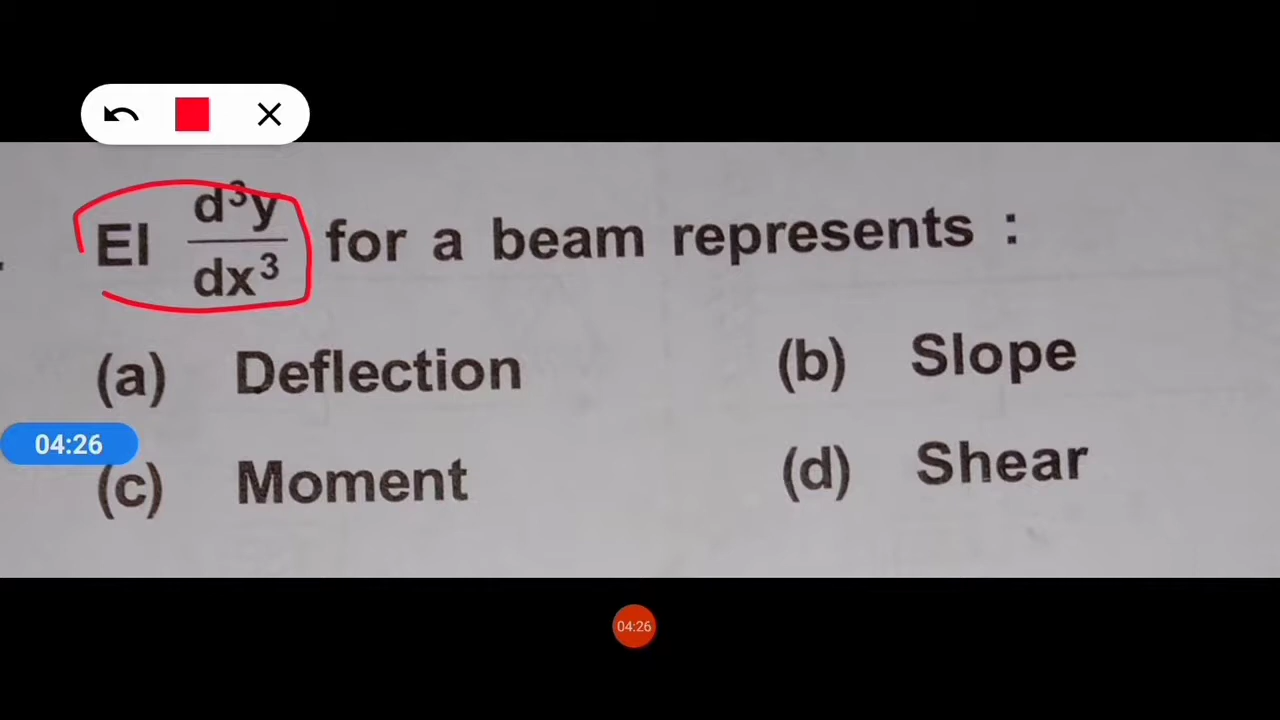 EI d³y/dx³ for a beam represents :
(a) Deflection (b) Slope
04:26
(c) Moment (d) Shear
04:26